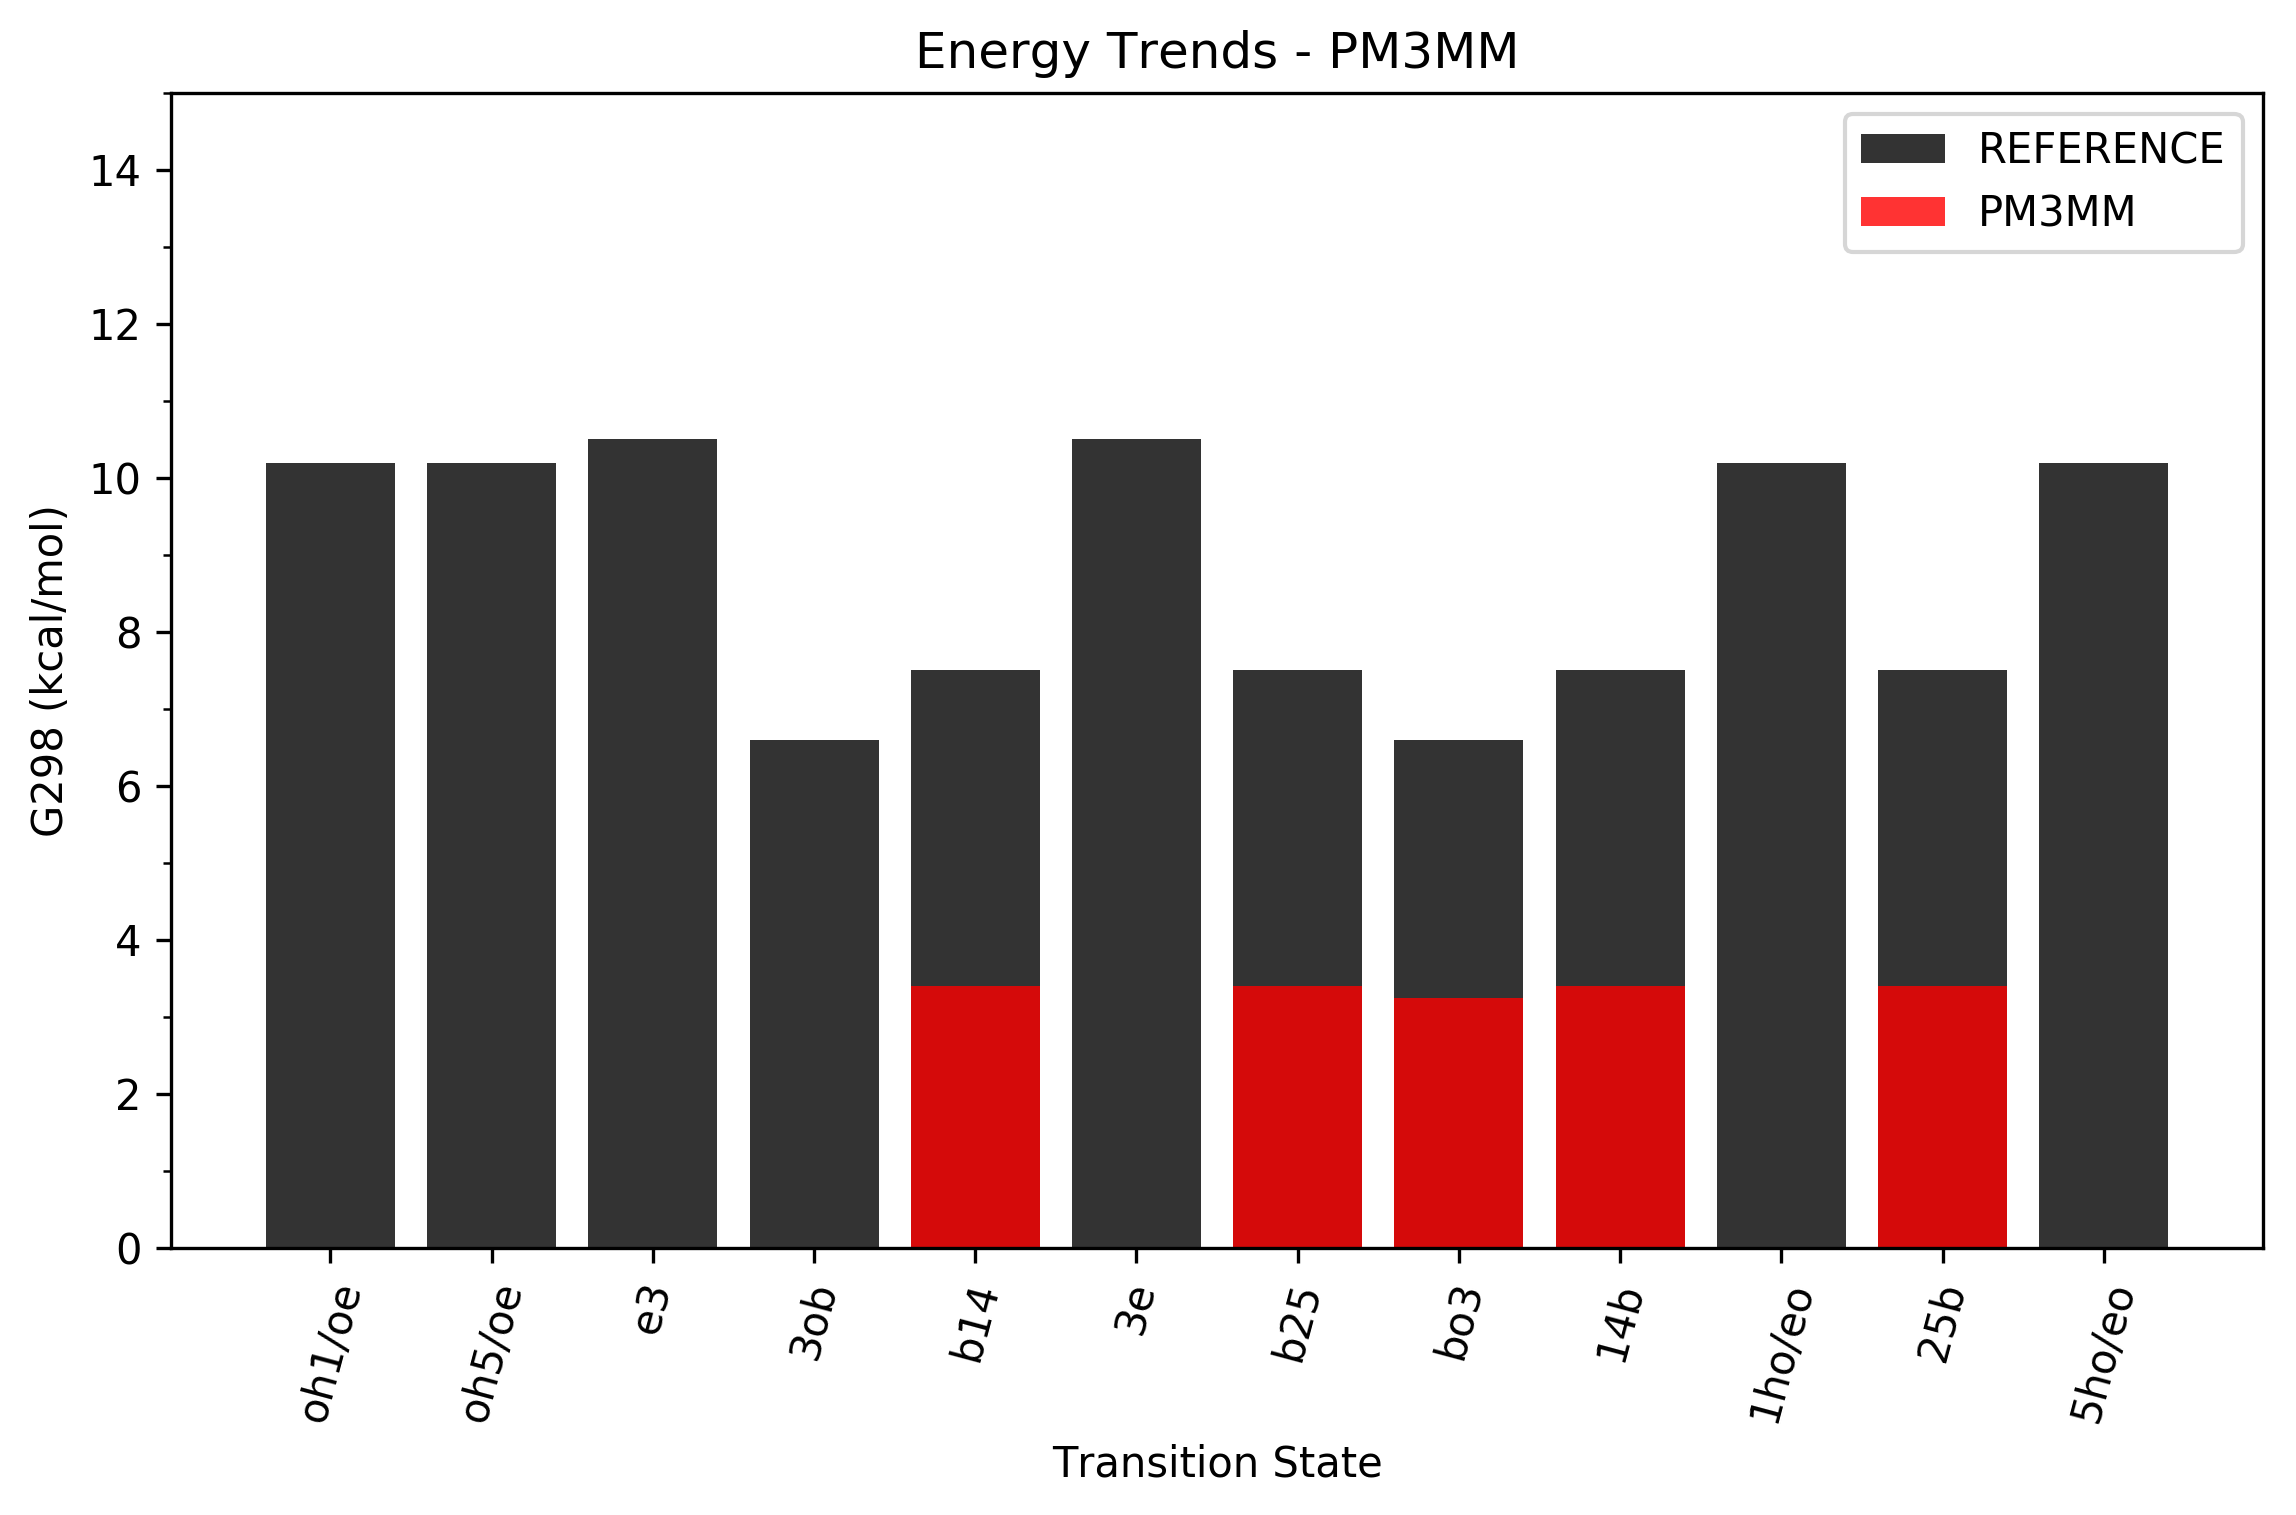 Energy Trends - PM3MM
REFERENCE
PM3MM
14
12
10
8
6
4
2
0
G298 (kcal/mol)
oh1/oe
oh5/oe
e3
3ob
b14
3e
b25
bo3
14b
1ho/eo
25b
5ho/eo
Transition State